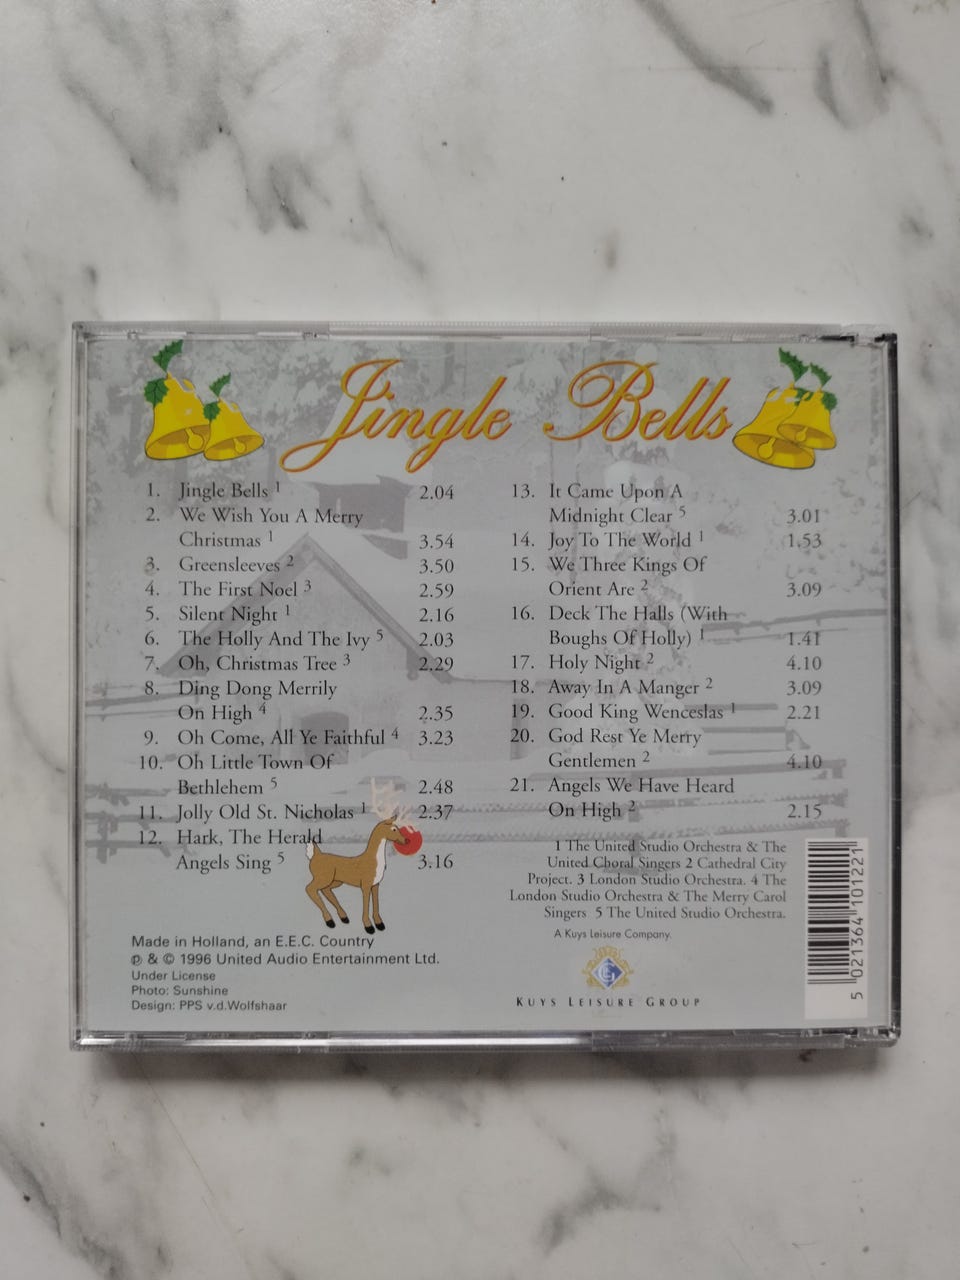 Jingle Bells
1. Jingle Bells 1 2.04
2. We Wish You A Merry
Christmas 1 3.54
3. Greensleeves 2 3.50
4. The First Noel 3 2.59
5. Silent Night 1 2.16
6. The Holly And The Ivy 5 2.03
7. Oh, Christmas Tree 3 2.29
8. Ding Dong Merrily
On High 4 2.35
9. Oh Come, All Ye Faithful 4 3.23
10. Oh Little Town Of
Bethlehem 5 2.48
11. Jolly Old St. Nicholas 1 2.37
12. Hark, The Herald
Angels Sing 5 3.16
13. It Came Upon A
Midnight Clear 5 3.01
14. Joy To The World 1 1.53
15. We Three Kings Of
Orient Are 2 3.09
16. Deck The Halls (With
Boughs Of Holly) 1 1.41
17. Holy Night 2 4.10
18. Away In A Manger 2 3.09
19. Good King Wenceslas 1 2.21
20. God Rest Ye Merry
Gentlemen 2 4.10
21. Angels We Have Heard
On High 2 2.15
1 The United Studio Orchestra & The
United Choral Singers 2 Cathedral City
Project. 3 London Studio Orchestra. 4 The
London Studio Orchestra & The Merry Carol
Singers 5 The United Studio Orchestra.
A Kuys Leisure Company.
KUYS LEISURE GROUP
Made in Holland, an E.E.C. Country
℗ & © 1996 United Audio Entertainment Ltd.
Under License
Photo: Sunshine
Design: PPS v.d.Wolfshaar
5 021364 101221